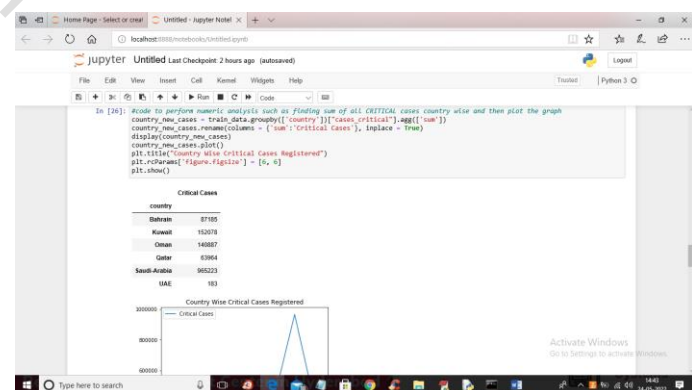 Home Page - Select or creat
Untitled - Jupyter Notel
localhost:8888/notebooks/Untitled.ipynb
jupyter Untitled Last Checkpoint: 2 hours ago (autosaved)
Logout
File Edit View Insert Cell Kernel Widgets Help
Trusted Python 3
Run Code
In [26]: #code to perform numeric analysis such as finding sum of all CRITICAL cases country wise and then plot the graph
country_new_cases = train_data.groupby(['country'])["cases_critical"].agg(['sum'])
country_new_cases.rename(columns = {'sum':'Critical Cases'}, inplace = True)
display(country_new_cases)
country_new_cases.plot()
plt.title("Country Wise Critical Cases Registered")
plt.rcParams['figure.figsize'] = [6, 6]
plt.show()
Critical Cases
country
Bahrain 87185
Kuwait 152078
Oman 140887
Qatar 63964
Saudi-Arabia 965223
UAE 183
Country Wise Critical Cases Registered
1000000
Critical Cases
800000
600000
Activate Windows
Go to Settings to activate Windows.
Type here to search
14:43
14-05-2021